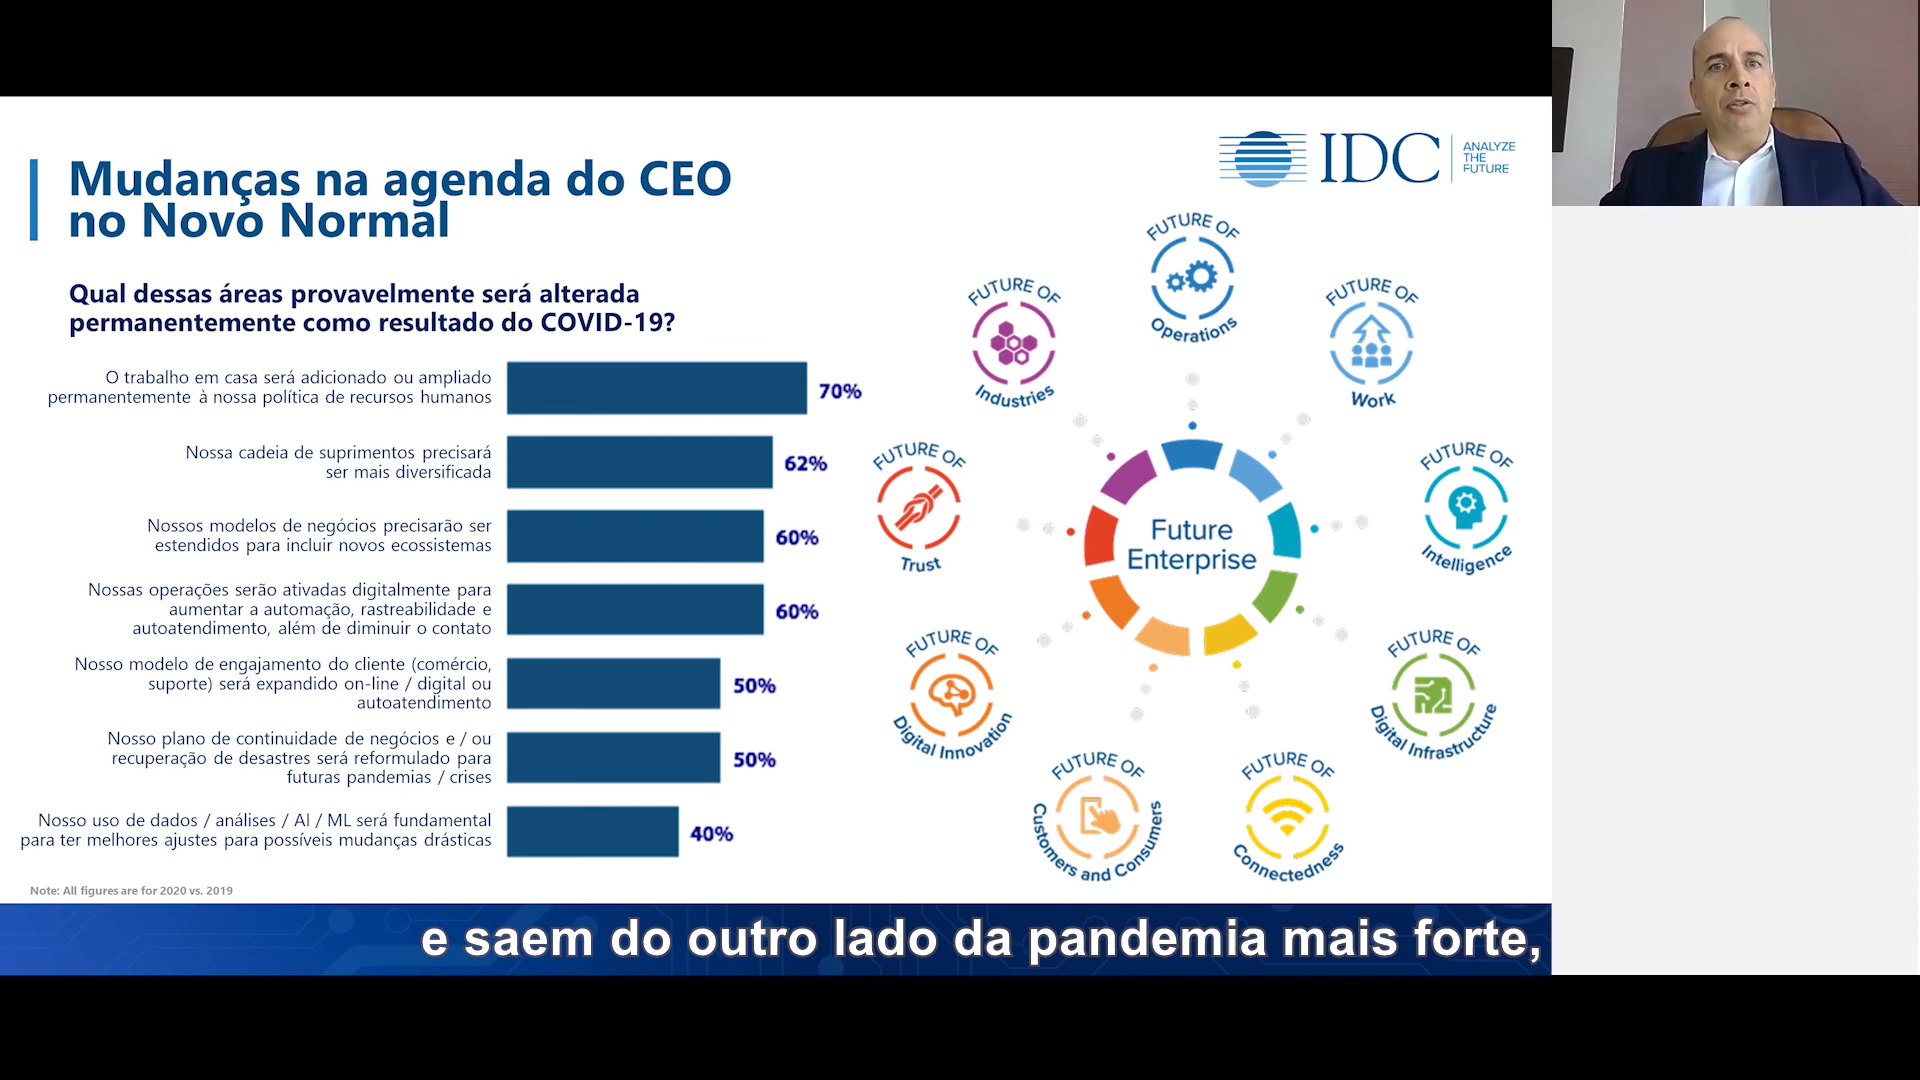 Mudanças na agenda do CEO
no Novo Normal
IDC
ANALYZE
THE
FUTURE
Qual dessas áreas provavelmente será alterada
permanentemente como resultado do COVID-19?
O trabalho em casa será adicionado ou ampliado
permanentemente à nossa política de recursos humanos
70%
Nossa cadeia de suprimentos precisará
ser mais diversificada
62%
Nossos modelos de negócios precisarão ser
estendidos para incluir novos ecossistemas
60%
Nossas operações serão ativadas digitalmente para
aumentar a automação, rastreabilidade e
autoatendimento, além de diminuir o contato
60%
Nosso modelo de engajamento do cliente (comércio,
suporte) será expandido on-line / digital ou
autoatendimento
50%
Nosso plano de continuidade de negócios e / ou
recuperação de desastres será reformulado para
futuras pandemias / crises
50%
Nosso uso de dados / análises / AI / ML será fundamental
para ter melhores ajustes para possíveis mudanças drásticas
40%
Note: All figures are for 2020 vs. 2019
FUTURE OF
Operations
FUTURE OF
Work
FUTURE OF
Intelligence
FUTURE OF
Digital Infrastructure
FUTURE OF
Connectedness
FUTURE OF
Customers and Consumers
FUTURE OF
Digital Innovation
FUTURE OF
Trust
FUTURE OF
Industries
Future
Enterprise
e saem do outro lado da pandemia mais forte,